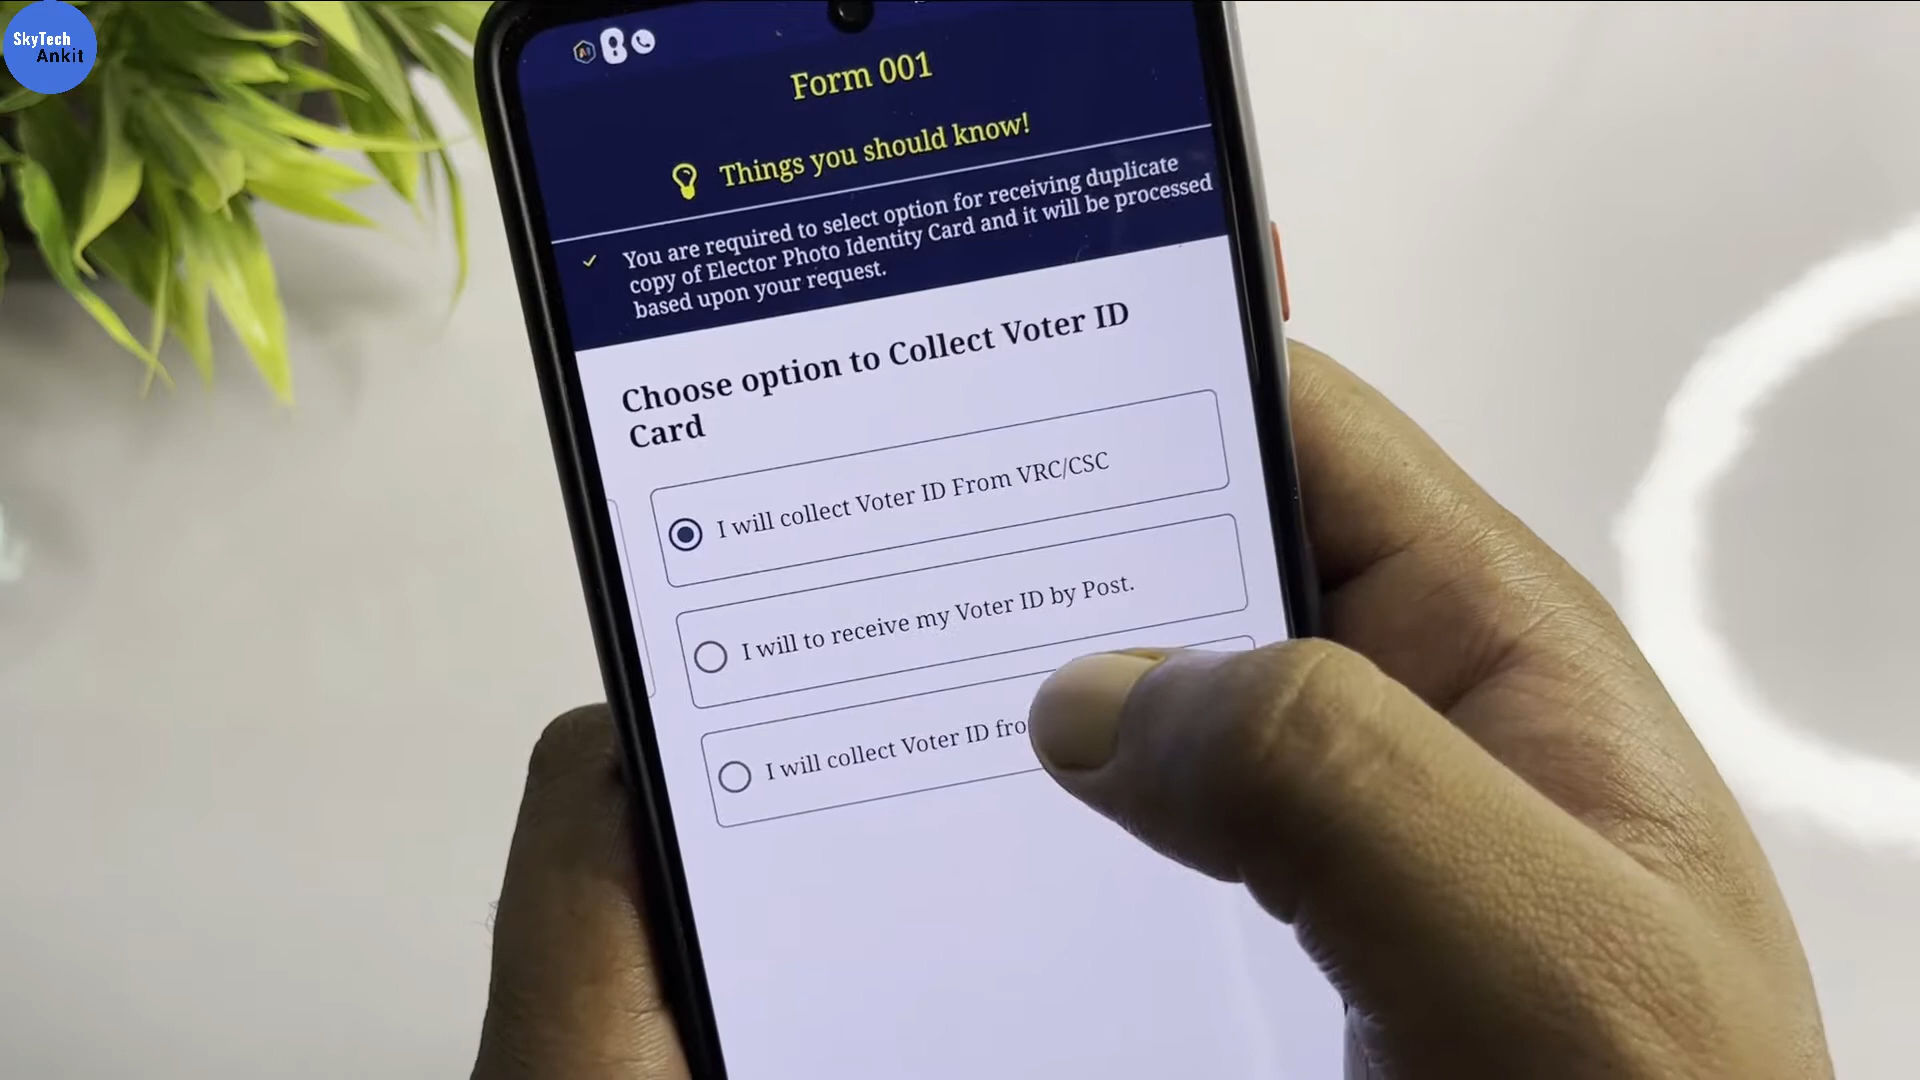 SkyTech
Ankit
Form 001
Things you should know!
You are required to select option for receiving duplicate
copy of Elector Photo Identity Card and it will be processed
based upon your request.
Choose option to Collect Voter ID
Card
I will collect Voter ID From VRC/CSC
I will to receive my Voter ID by Post.
I will collect Voter ID